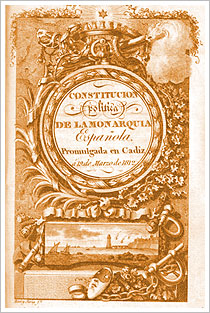 CONSTITUCION
política
DE LA MONARQUIA
Española,
Promulgada en Cadiz
á 19 de Marzo de 1812